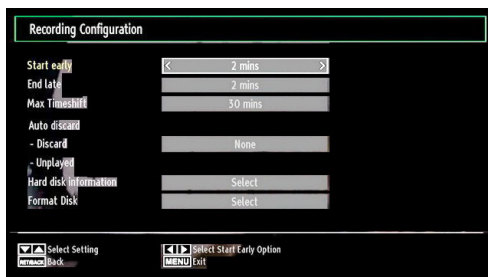 Recording Configuration
Start early < 2 mins >
End late 2 mins
Max Timeshift 30 mins
Auto discard
- Discard None
- Unplayed
Hard disk information Select
Format Disk Select
Select Setting Select Start Early Option
RET/BACK Back MENU Exit